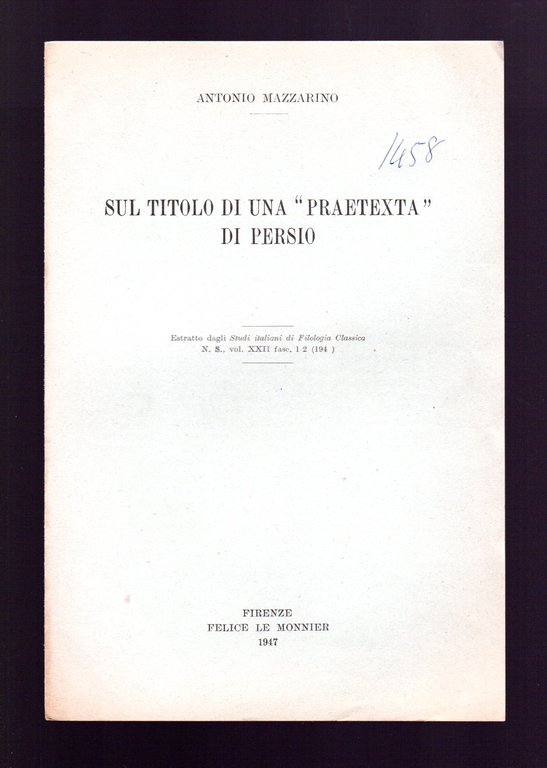 ANTONIO MAZZARINO
1458
SUL TITOLO DI UNA "PRAETEXTA"
DI PERSIO
Estratto dagli Studi italiani di Filologia Classica
N. S., vol. XXII fasc. 1 2 (194 )
FIRENZE
FELICE LE MONNIER
1947